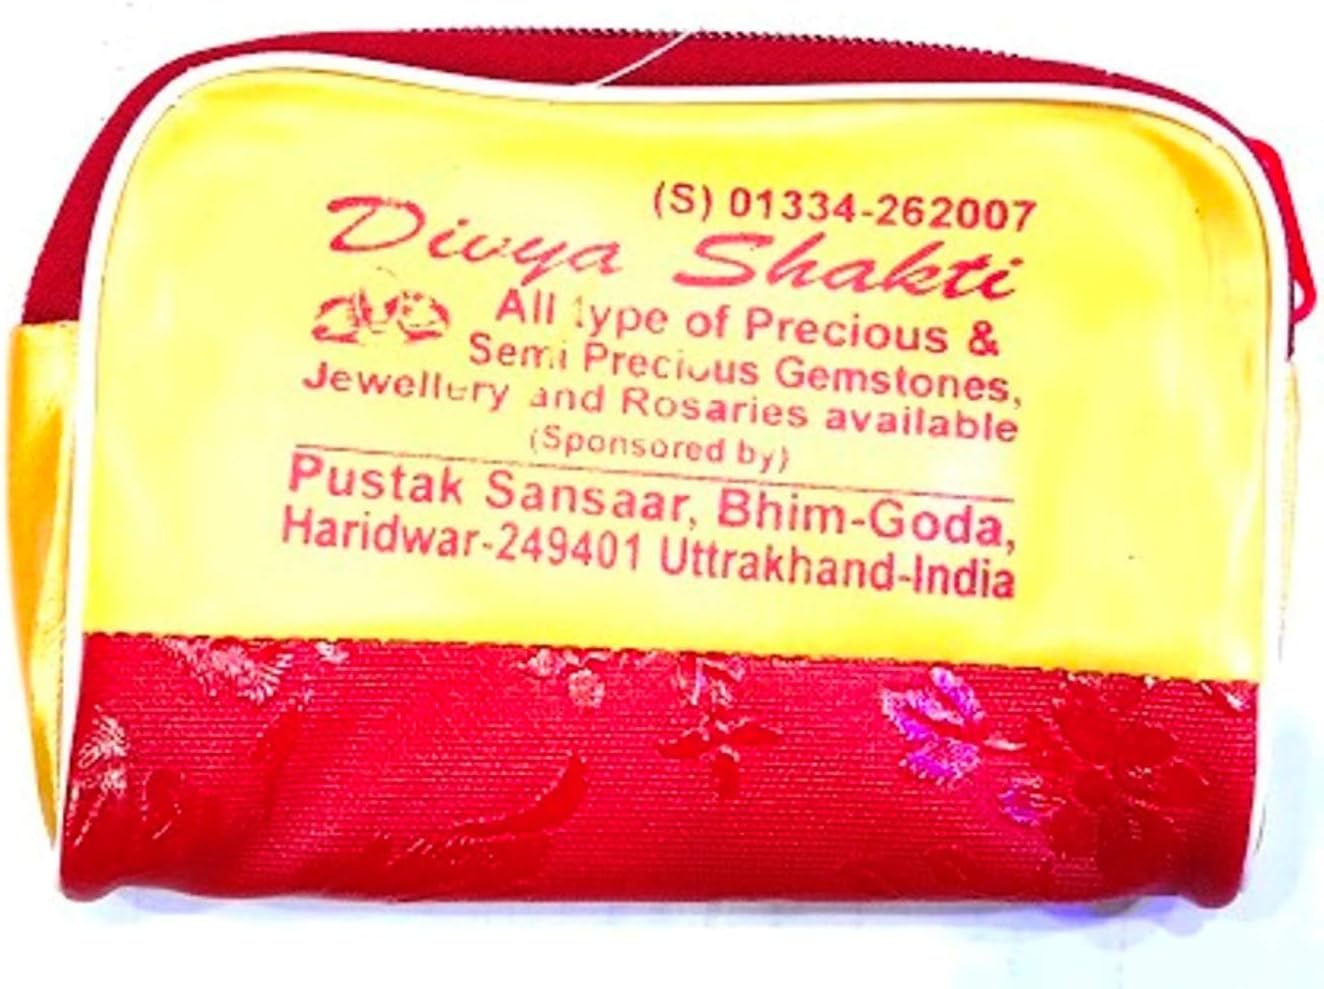 (S) 01334-262007
Divya Shakti
All type of Precious &
Semi Precious Gemstones,
Jewellery and Rosaries available
(Sponsored by)
Pustak Sansaar, Bhim-Goda,
Haridwar-249401 Uttrakhand-India